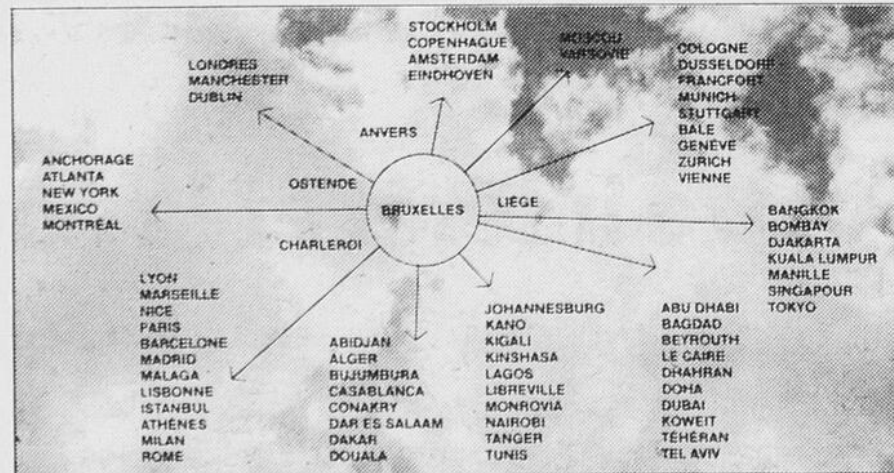 STOCKHOLM
COPENHAGUE
AMSTERDAM
EINDHOVEN
MOSCOU
VARSOVIE
COLOGNE
DUSSELDORF
FRANCFORT
MUNICH
STUTTGART
BALE
GENÈVE
ZURICH
VIENNE
LONDRES
MANCHESTER
DUBLIN
ANVERS
ANCHORAGE
ATLANTA
NEW YORK
MEXICO
MONTRÉAL
OSTENDE
BRUXELLES
LIÈGE
CHARLEROI
BANGKOK
BOMBAY
DJAKARTA
KUALA LUMPUR
MANILLE
SINGAPOUR
TOKYO
LYON
MARSEILLE
NICE
PARIS
BARCELONE
MADRID
MALAGA
LISBONNE
ISTANBUL
ATHÈNES
MILAN
ROME
ABIDJAN
ALGER
BUJUMBURA
CASABLANCA
CONAKRY
DAR ES SALAAM
DAKAR
DOUALA
JOHANNESBURG
KANO
KIGALI
KINSHASA
LAGOS
LIBREVILLE
MONROVIA
NAIROBI
TANGER
TUNIS
ABU DHABI
BAGDAD
BEYROUTH
LE CAIRE
DHAHRAN
DOHA
DUBAI
KOWEIT
TÉHÉRAN
TEL AVIV